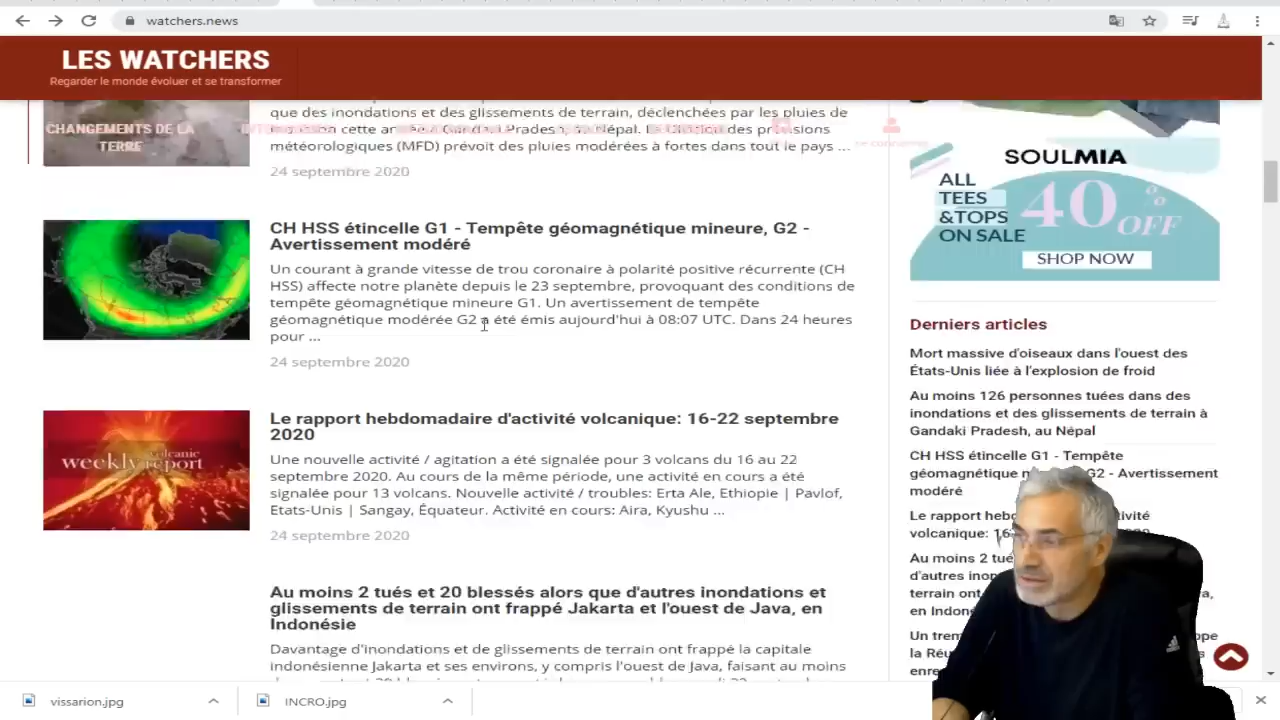 watchers.news
LES WATCHERS
Regarder le monde évoluer et se transformer
CHANGEMENTS DE LA
TERRE
que des inondations et des glissements de terrain, déclenchées par les pluies de
cette Gandaki Pradesh, au Népal. des prévisions
météorologiques (MFD) prévoit des pluies modérées à fortes dans tout le pays ...
24 septembre 2020
CH HSS étincelle G1 - Tempête géomagnétique mineure, G2 -
Avertissement modéré
Un courant à grande vitesse de trou coronaire à polarité positive récurrente (CH
HSS) affecte notre planète depuis le 23 septembre, provoquant des conditions de
tempête géomagnétique mineure G1. Un avertissement de tempête
géomagnétique modérée G2 a été émis aujourd'hui à 08:07 UTC. Dans 24 heures
pour ...
24 septembre 2020
weekly report
volcanic
Le rapport hebdomadaire d'activité volcanique: 16-22 septembre
2020
Une nouvelle activité / agitation a été signalée pour 3 volcans du 16 au 22
septembre 2020. Au cours de la même période, une activité en cours a été
signalée pour 13 volcans. Nouvelle activité / troubles: Erta Ale, Ethiopie | Pavlof,
Etats-Unis | Sangay, Équateur. Activité en cours: Aira, Kyushu ...
24 septembre 2020
Au moins 2 tués et 20 blessés alors que d'autres inondations et
glissements de terrain ont frappé Jakarta et l'ouest de Java, en
Indonésie
Davantage d'inondations et de glissements de terrain ont frappé la capitale
indonésienne Jakarta et ses environs, y compris l'ouest de Java, faisant au moins
SOULMIA
ALL
TEES
&TOPS
ON SALE
40%
OFF
SHOP NOW
Derniers articles
Mort massive d'oiseaux dans l'ouest des
États-Unis liée à l'explosion de froid
Au moins 126 personnes tuées dans des
inondations et des glissements de terrain à
Gandaki Pradesh, au Népal
CH HSS étincelle G1 - Tempête
géomagnétique G2 - Avertissement
modéré
Le rapport
volcanique:
Au moins 2
d'autres
terrain
en
Un
la
vissarion.jpg
INCRO.jpg